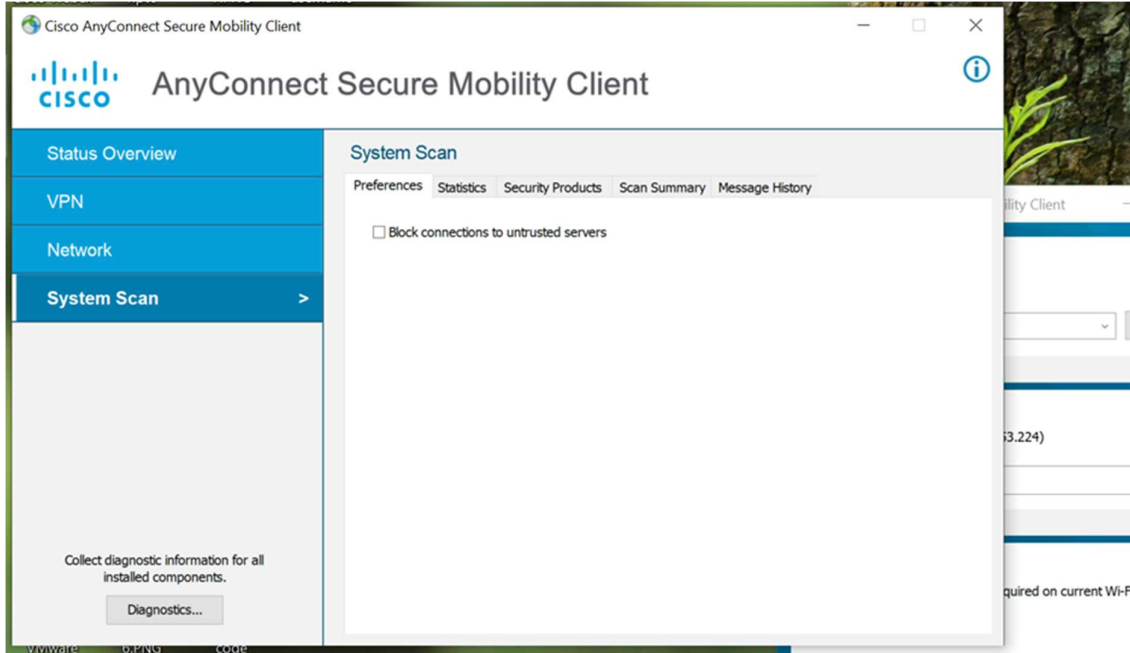 Cisco AnyConnect Secure Mobility Client
CISCO
AnyConnect Secure Mobility Client
Status Overview
VPN
Network
System Scan >
System Scan
Preferences Statistics Security Products Scan Summary Message History
Block connections to untrusted servers
Collect diagnostic information for all
installed components.
Diagnostics...
ility Client
53.224)
quired on current Wi-F
VMware 6.PNG code